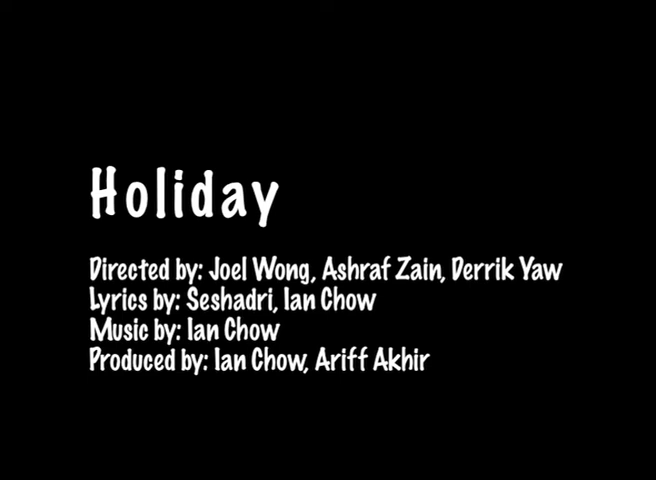 Holiday
Directed by: Joel Wong, Ashraf Zain, Derrik Yaw
Lyrics by: Seshadri, Ian Chow
Music by: Ian Chow
Produced by: Ian Chow, Ariff Akhir